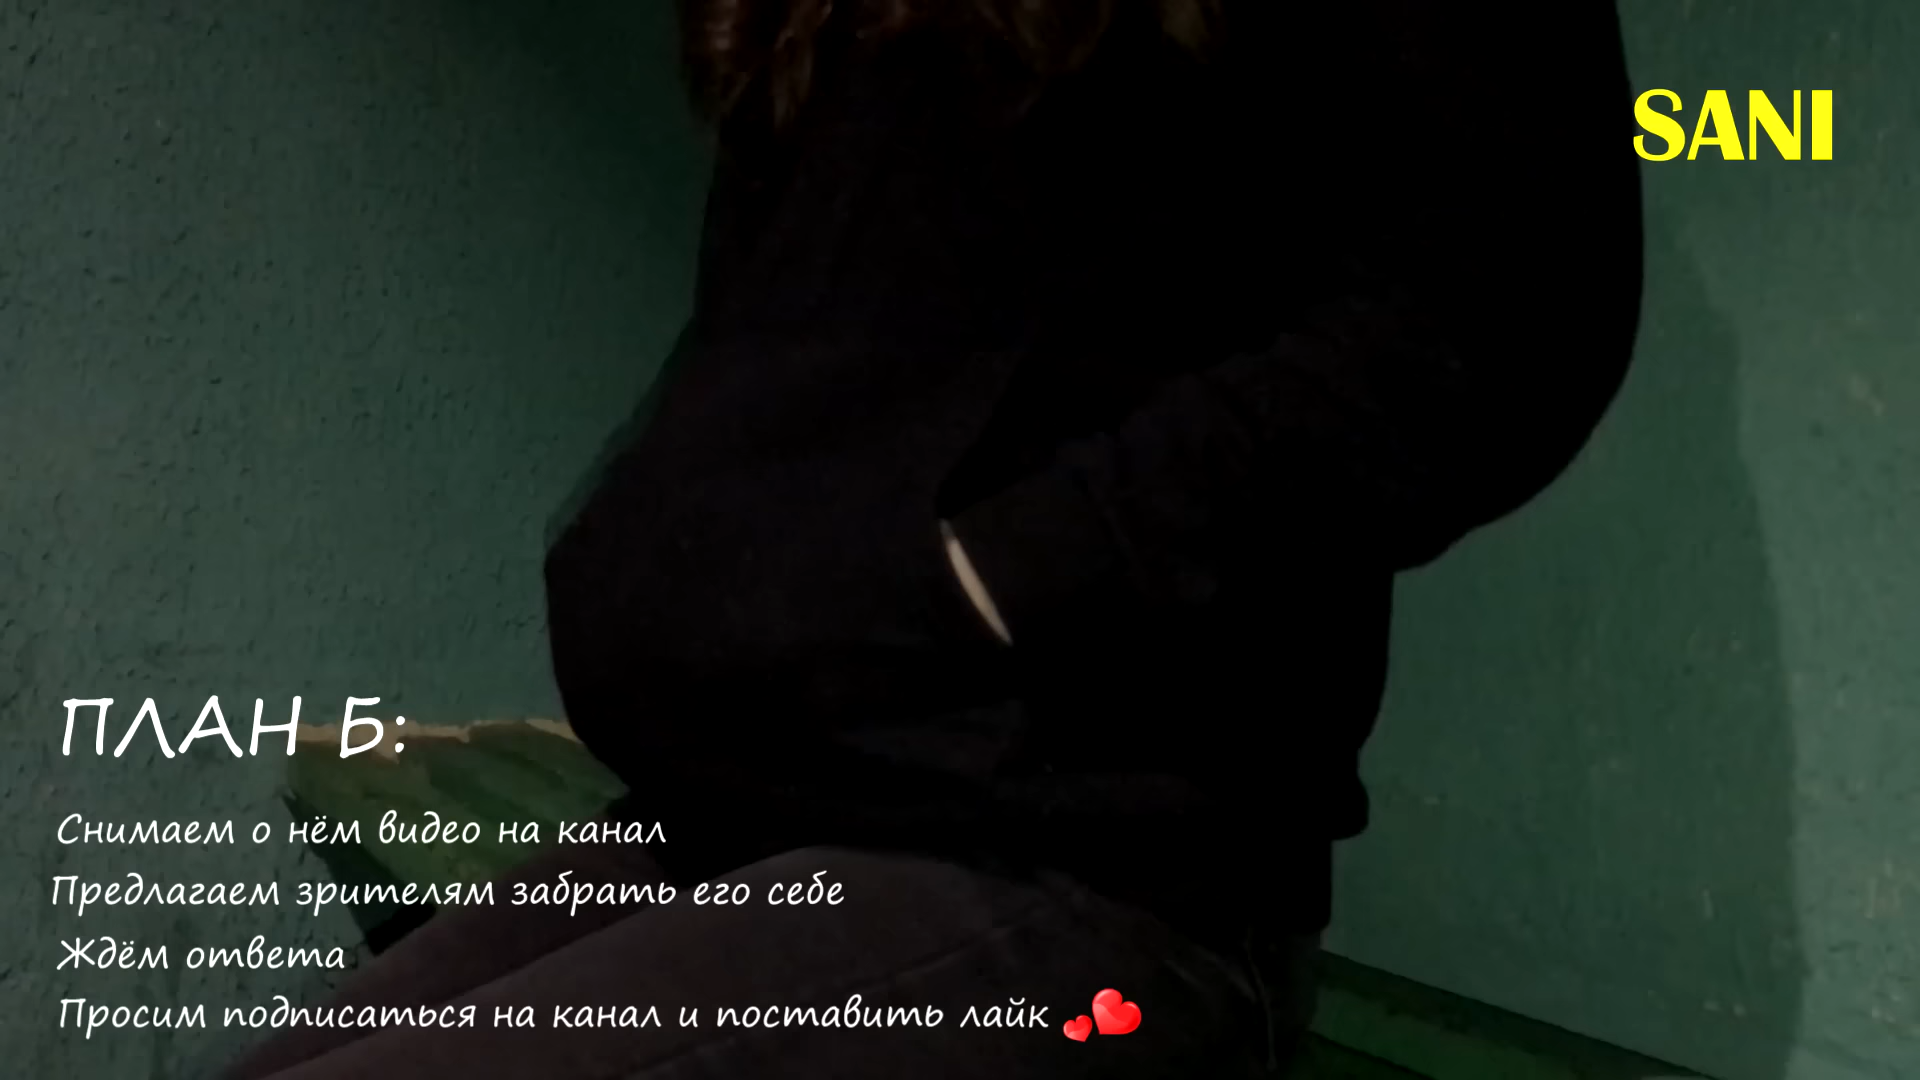 SANI
ПЛАН Б:
Снимаем о нём видео на канал
Предлагаем зрителям забрать его себе
Ждём ответа
Просим подписаться на канал и поставить лайк